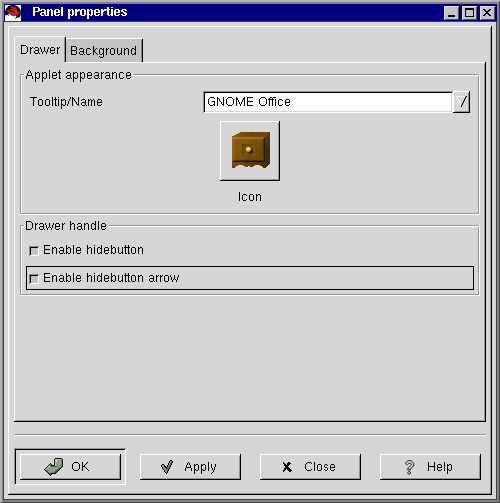 Panel properties
Drawer
Background
Applet appearance
Tooltip/Name
GNOME Office
Icon
Drawer handle
Enable hidebutton
Enable hidebutton arrow
OK
Apply
Close
Help